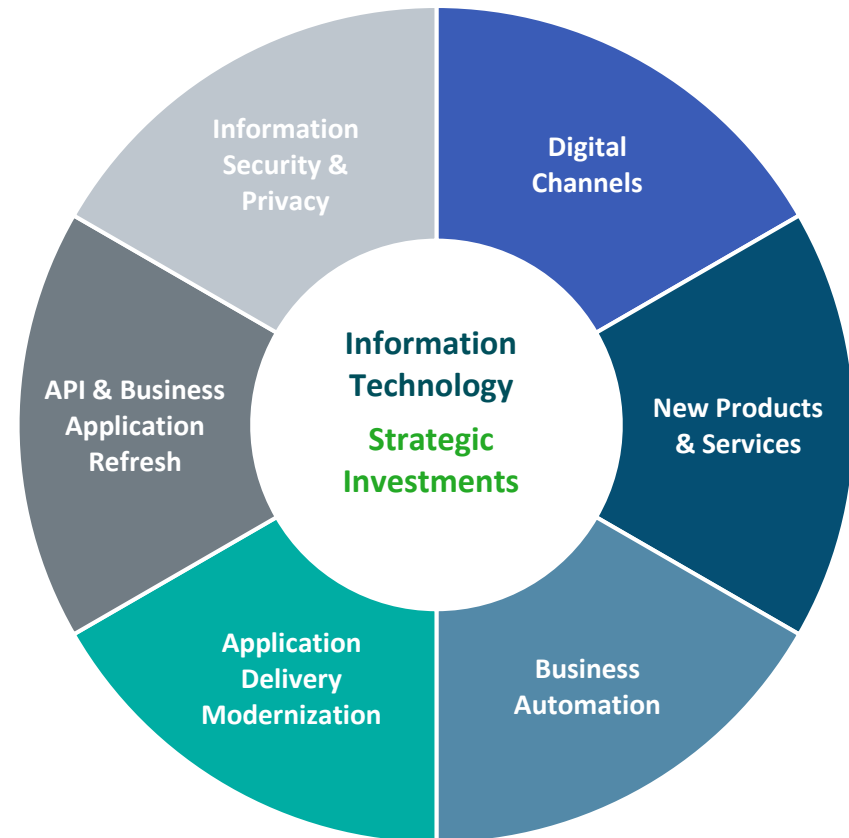 Information
Technology
Strategic
Investments
Digital
Channels
New Products
& Services
Business
Automation
Application
Delivery
Modernization
API & Business
Application
Refresh
Information
Security &
Privacy